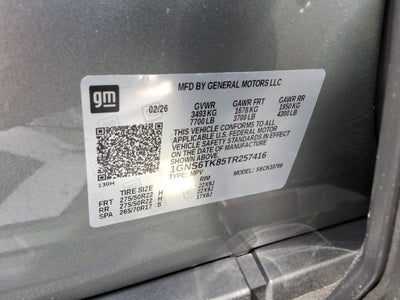 gm
MFD BY GENERAL MOTORS LLC
02/26 GVWR GAWR FRT GAWR RR
3493 KG 1678 KG 1950 KG
7700 LB 3700 LB 4300 LB
THIS VEHICLE CONFORMS TO ALL
APPLICABLE U.S. FEDERAL MOTOR
VEHICLE SAFETY STANDARDS IN EFFECT
ON THE DATE OF MANUFACTURE
SHOWN ABOVE.
1GNS6TK85TR257416
TYPE: MPV MODEL: S6CK10706
130H
TIRE SIZE RIM
FRT 275/50R22 H 22X9J
RR 275/50R22 H 22X9J
SPA 265/70R17 S 17X8J